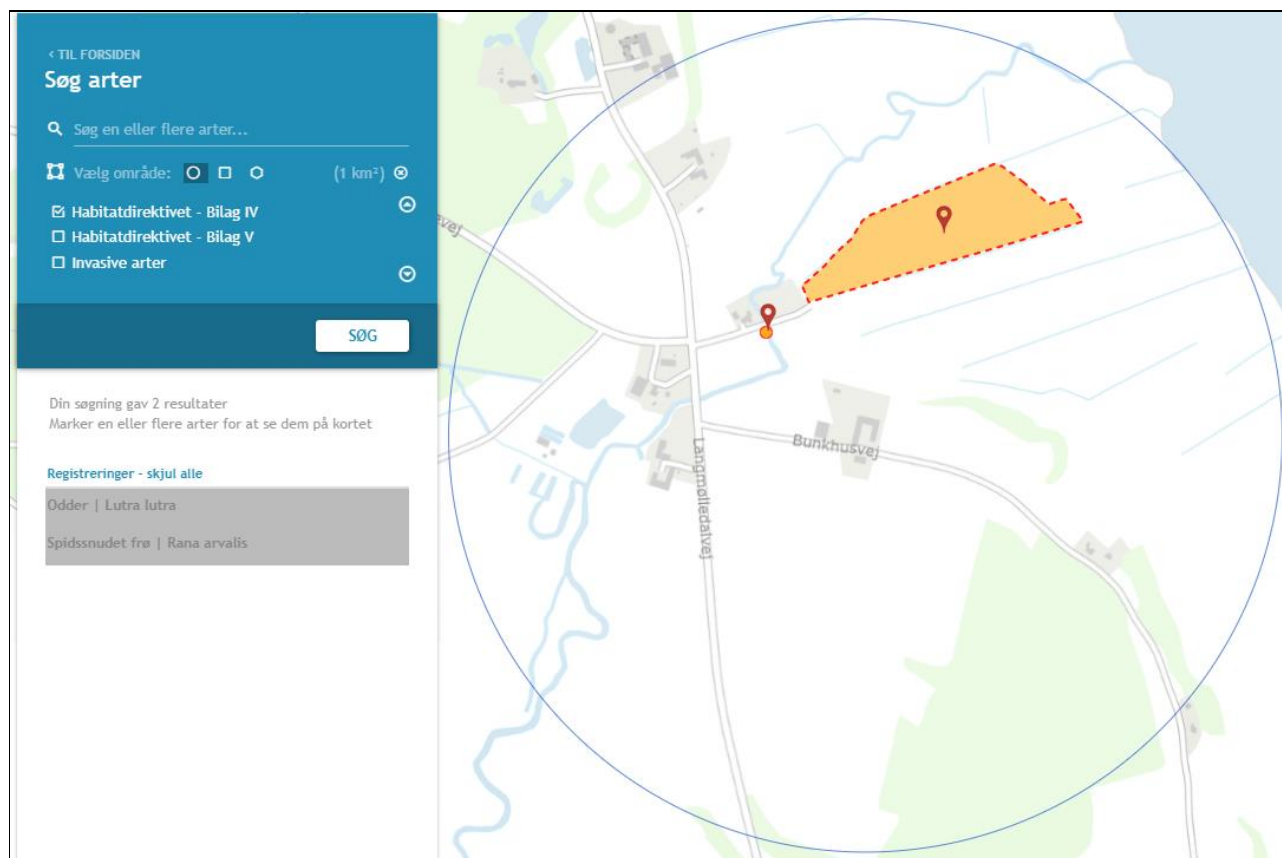 ‹ TIL FORSIDEN
Søg arter
Søg en eller flere arter...
Vælg område: (1 km²)
Habitatdirektivet - Bilag IV
Habitatdirektivet - Bilag V
Invasive arter
SØG
Din søgning gav 2 resultater
Marker en eller flere arter for at se dem på kortet
Registreringer - skjul alle
Odder | Lutra lutra
Spidssnudet frø | Rana arvalis
Bunkhusvej
Langmølledalvej